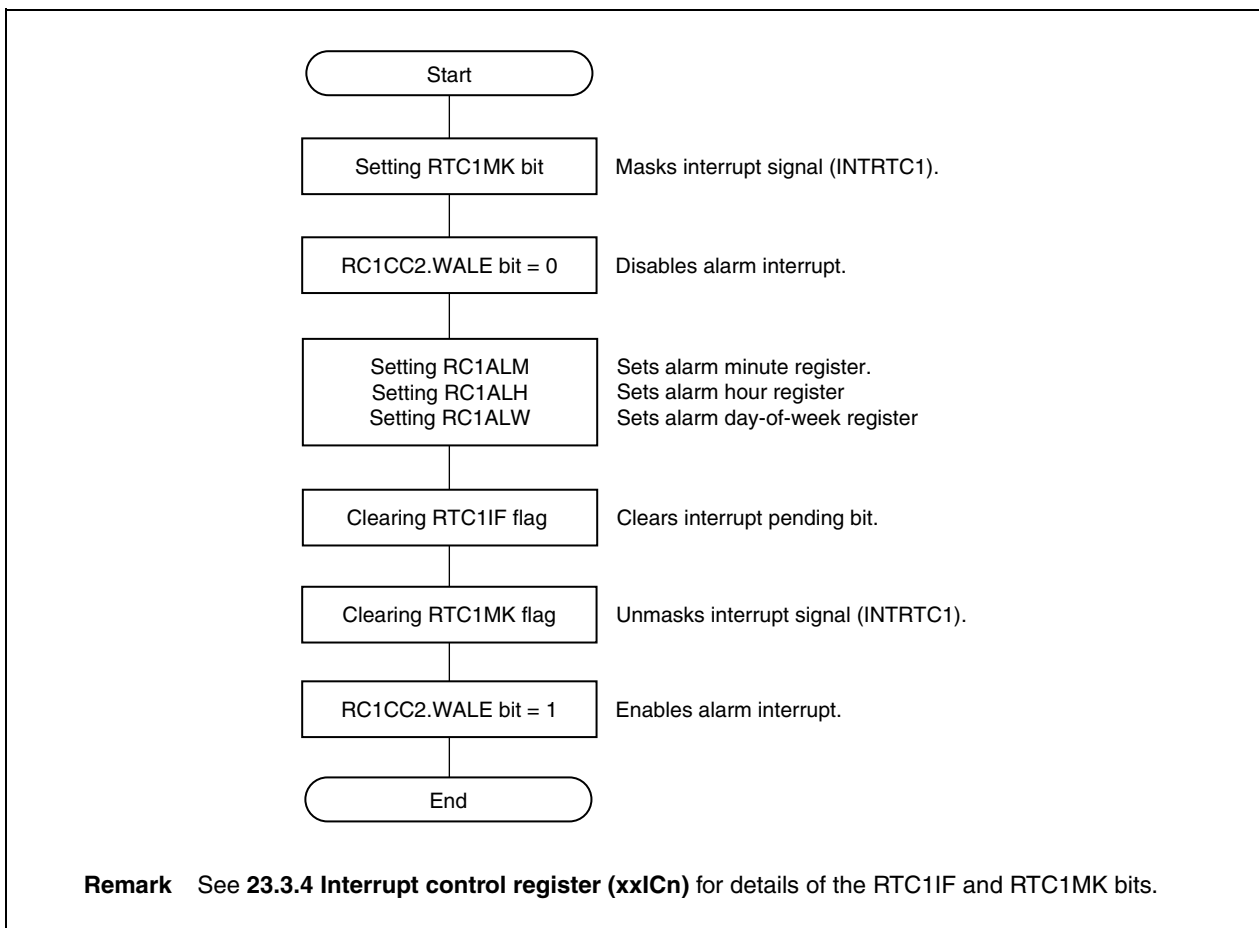 Start
Setting RTC1MK bit Masks interrupt signal (INTRTC1).
RC1CC2.WALE bit = 0 Disables alarm interrupt.
Setting RC1ALM Sets alarm minute register.
Setting RC1ALH Sets alarm hour register
Setting RC1ALW Sets alarm day-of-week register
Clearing RTC1IF flag Clears interrupt pending bit.
Clearing RTC1MK flag Unmasks interrupt signal (INTRTC1).
RC1CC2.WALE bit = 1 Enables alarm interrupt.
End
Remark See 23.3.4 Interrupt control register (xxICn) for details of the RTC1IF and RTC1MK bits.